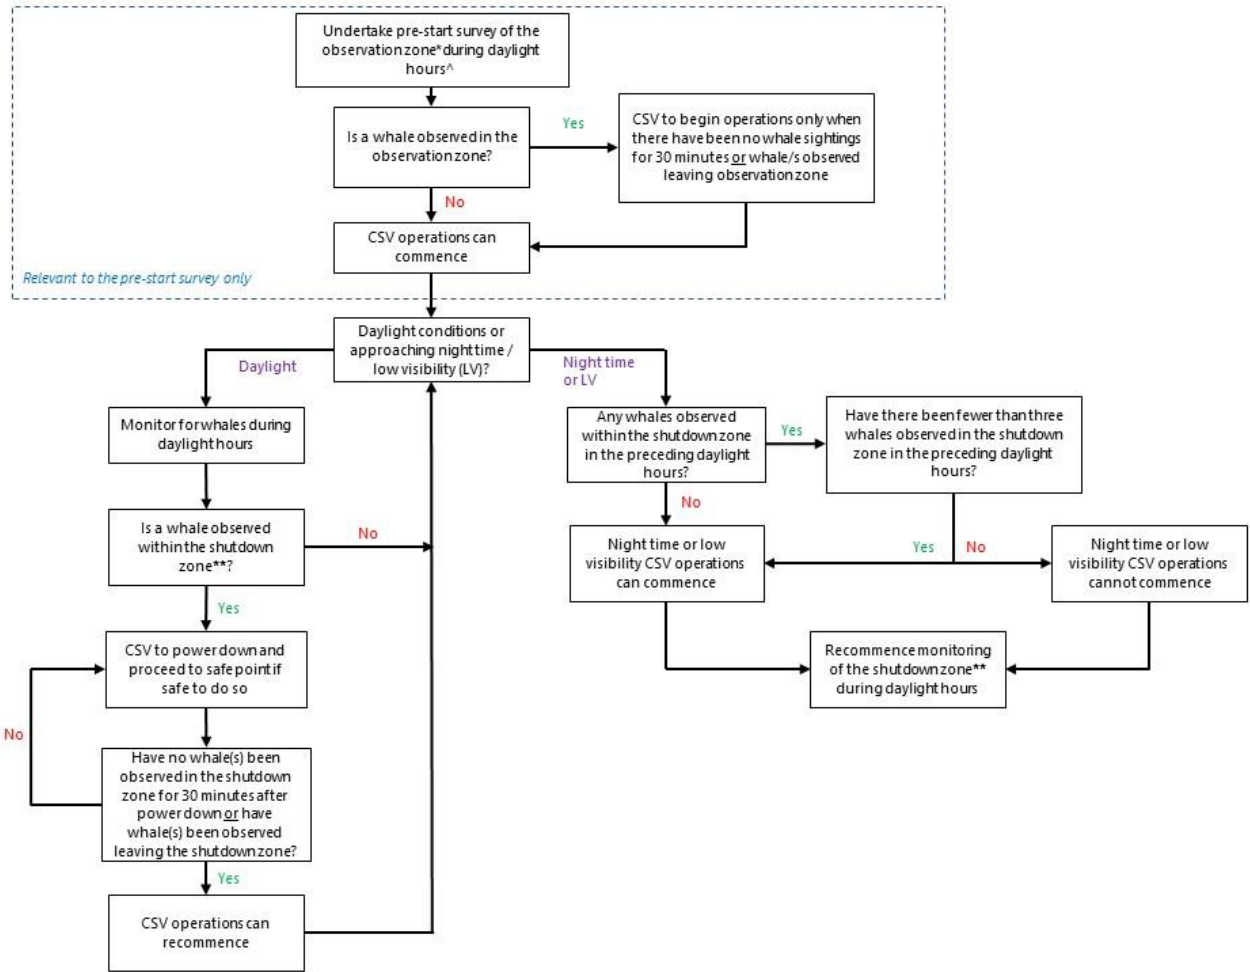 Undertake pre-start survey of the
observation zone* during daylight
hours^
Is a whale observed in the
observation zone?
Yes
CSV to begin operations only when
there have been no whale sightings
for 30 minutes or whale/s observed
leaving observation zone
No
CSV operations can
commence
Relevant to the pre-start survey only
Daylight conditions or
approaching night time /
low visibility (LV)?
Daylight
Night time
or LV
Monitor for whales during
daylight hours
Is a whale observed
within the shutdown
zone**?
No
Yes
CSV to power down and
proceed to safe point if
safe to do so
No
Have no whale(s) been
observed in the shutdown
zone for 30 minutes after
power down or have
whale(s) been observed
leaving the shutdown zone?
Yes
CSV operations can
recommence
Any whales observed
within the shutdown zone
in the preceding daylight
hours?
Yes
Have there been fewer than three
whales observed in the shutdown
zone in the preceding daylight
hours?
No
Night time or low
visibility CSV operations
can commence
Yes
No
Night time or low
visibility CSV operations
cannot commence
Recommence monitoring
of the shutdown zone**
during daylight hours